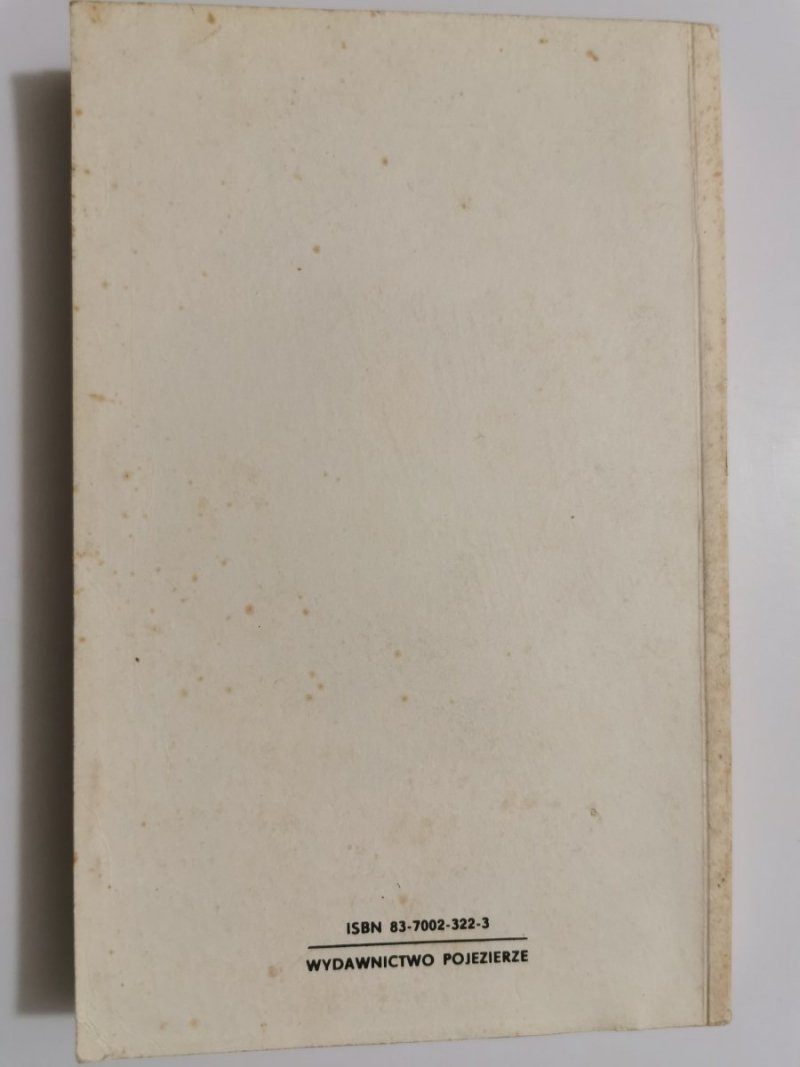 ISBN 83-7002-322-3
WYDAWNICTWO POJEZIERZE